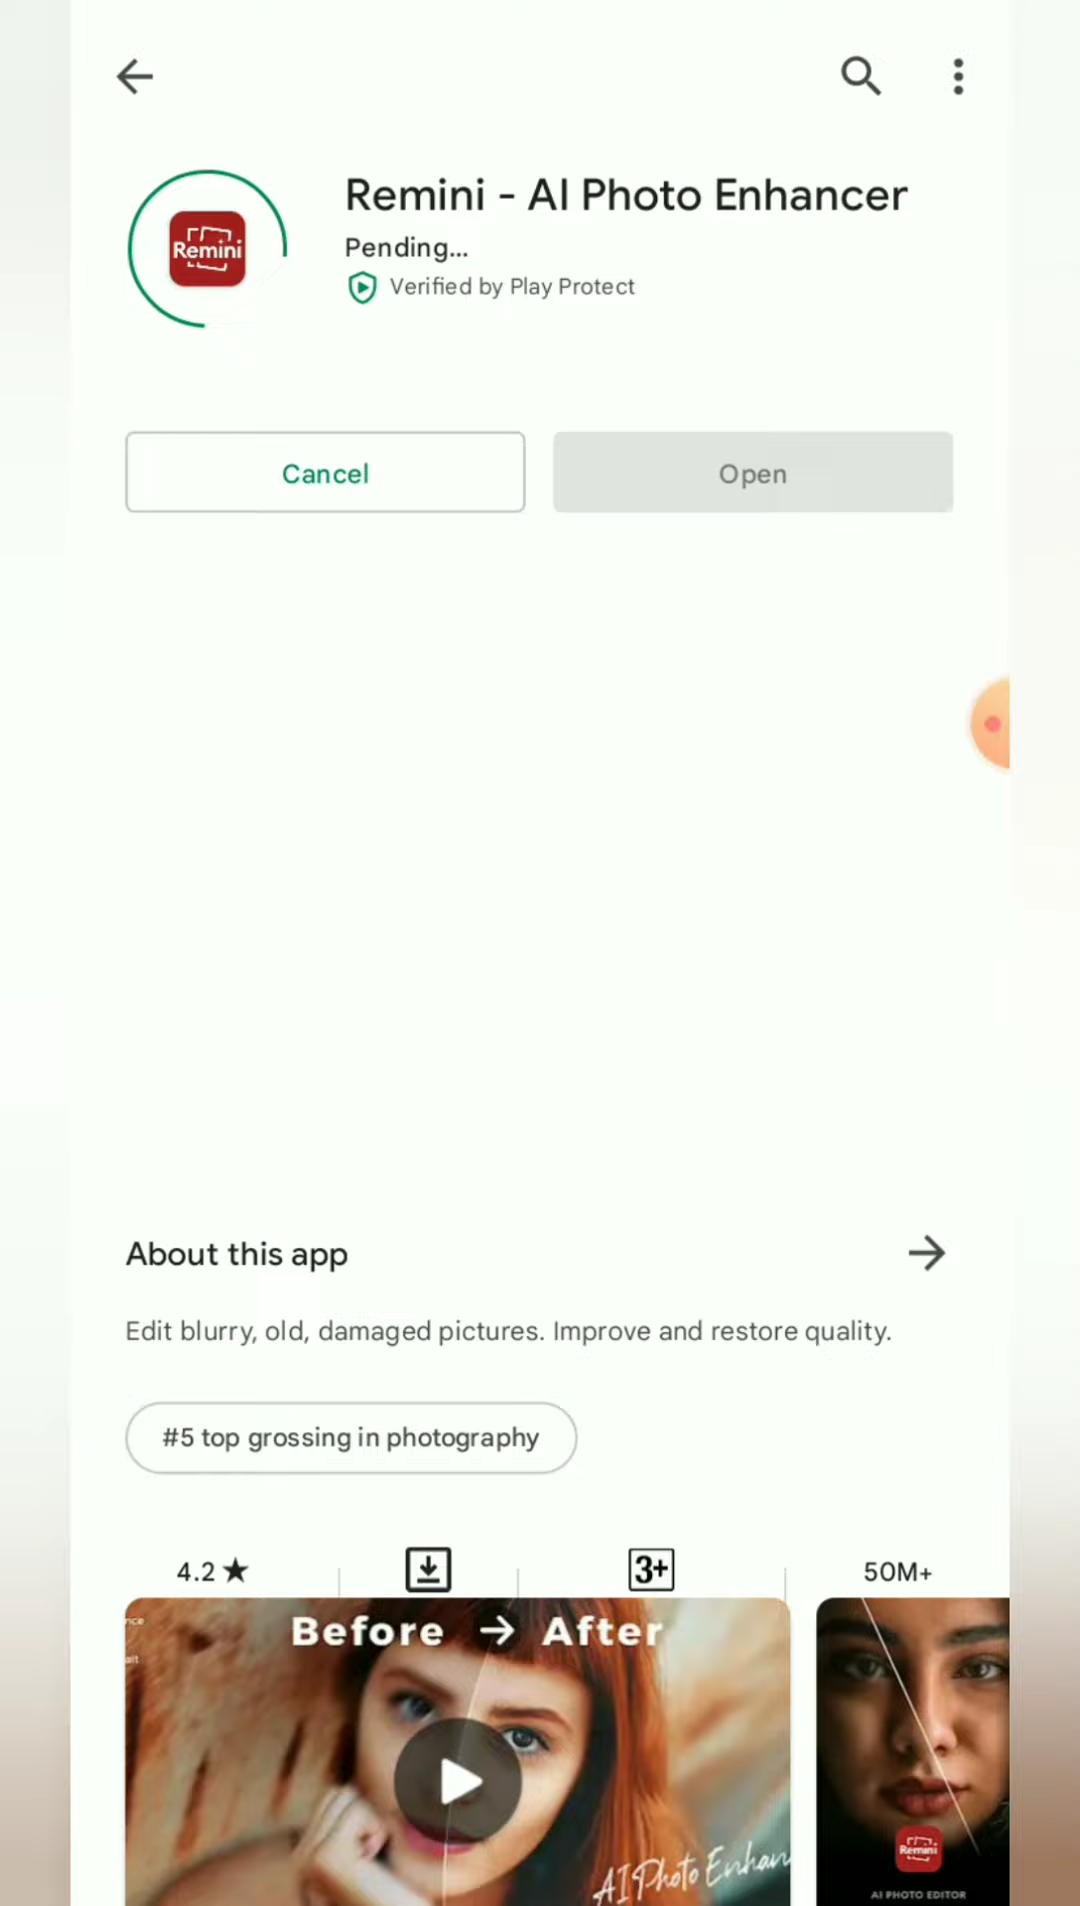 Remini - AI Photo Enhancer
Remini
Pending...
Verified by Play Protect
Cancel
Open
About this app
Edit blurry, old, damaged pictures. Improve and restore quality.
#5 top grossing in photography
4.2 ★
3+
50M+
Before → After
AI Photo Enhan
Remini
AI PHOTO EDITOR